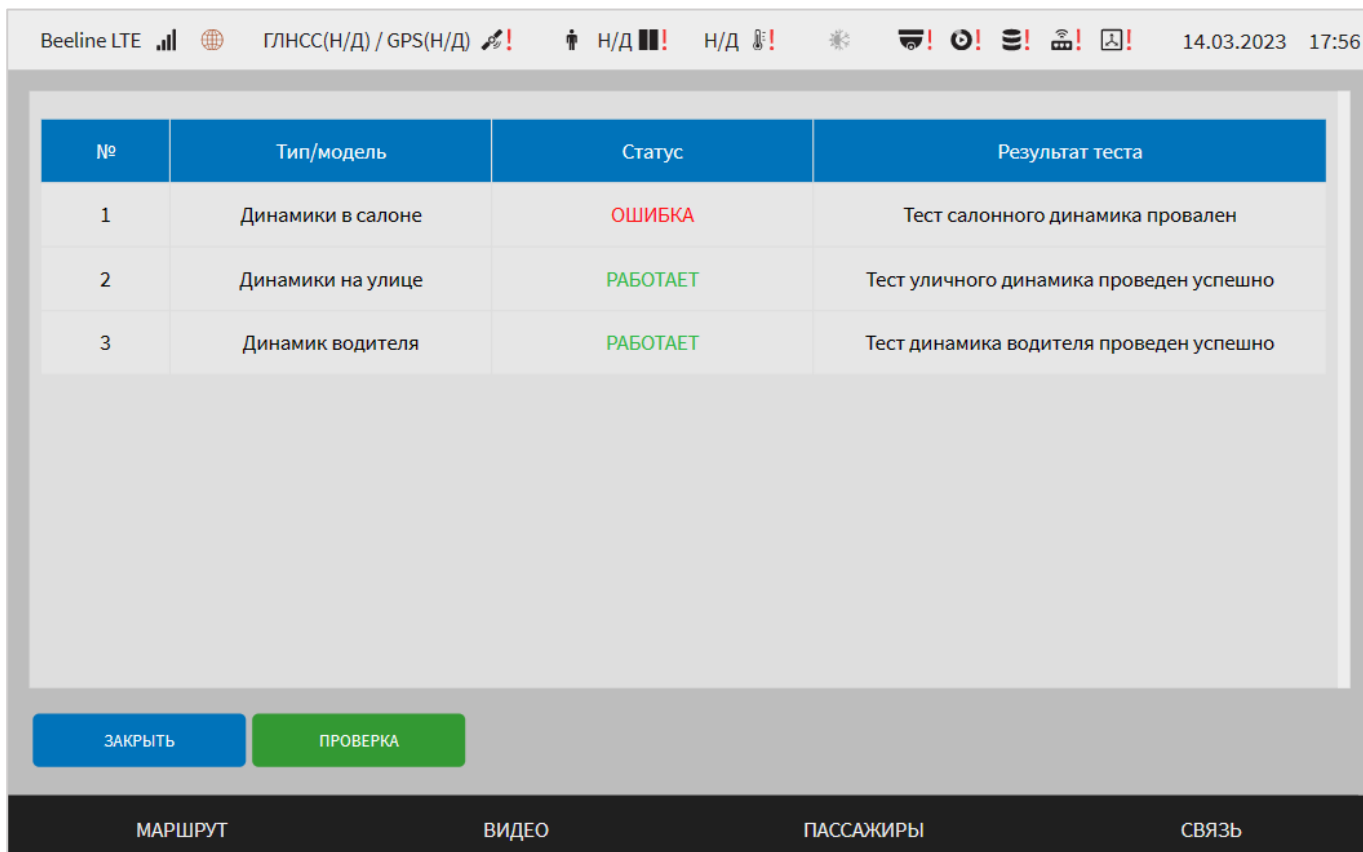 Beeline LTE ГЛНСС(Н/Д) / GPS(Н/Д) ! Н/Д ! Н/Д ! ! ! ! ! ! 14.03.2023 17:56
№ Тип/модель Статус Результат теста
1 Динамики в салоне ОШИБКА Тест салонного динамика провален
2 Динамики на улице РАБОТАЕТ Тест уличного динамика проведен успешно
3 Динамик водителя РАБОТАЕТ Тест динамика водителя проведен успешно
ЗАКРЫТЬ ПРОВЕРКА
МАРШРУТ ВИДЕО ПАССАЖИРЫ СВЯЗЬ